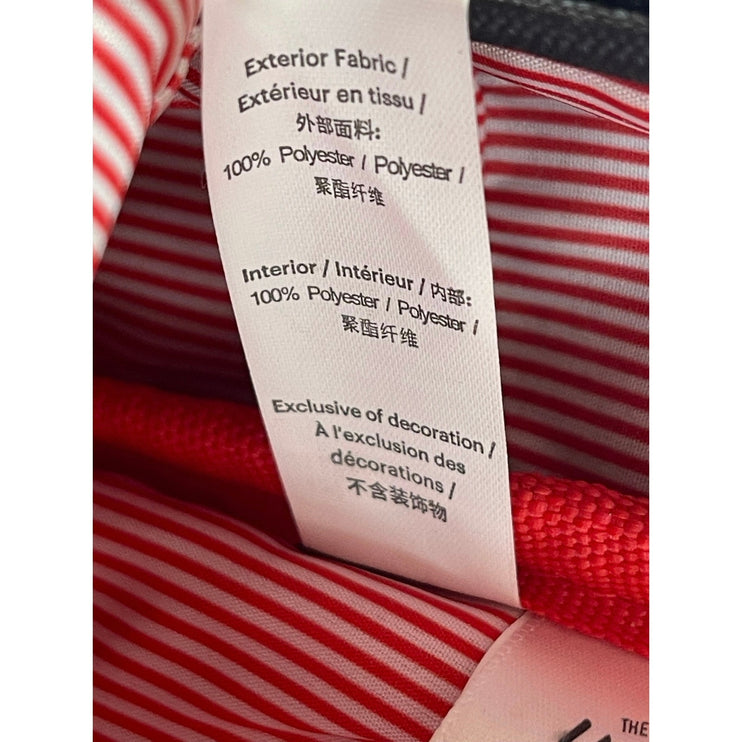 Exterior Fabric /
Extérieur en tissu /
外部面料:
100% Polyester / Polyester /
聚酯纤维
Interior / Intérieur / 内部:
100% Polyester / Polyester /
聚酯纤维
Exclusive of decoration /
À l'exclusion des
décorations /
不含装饰物
THE